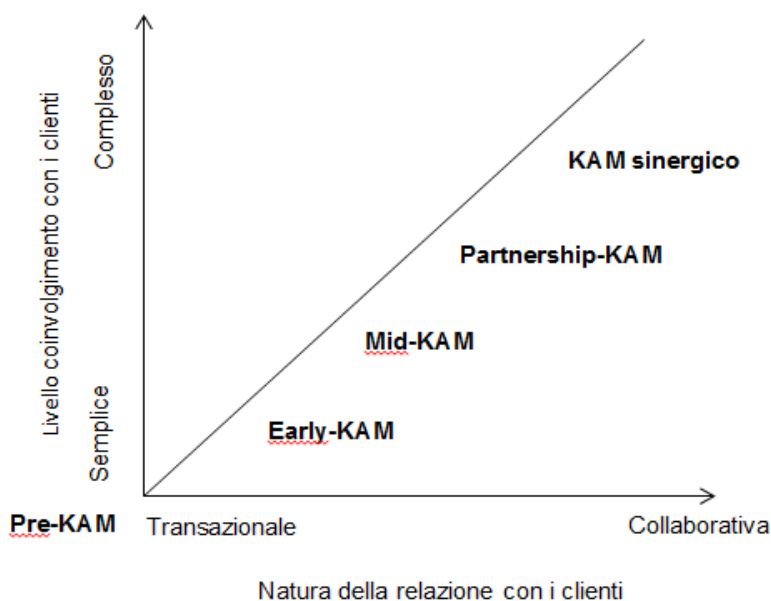 Livello coinvolgimento con i clienti
Complesso
Semplice
KAM sinergico
Partnership-KAM
Mid-KAM
Early-KAM
Pre-KAM
Transazionale
Collaborativa
Natura della relazione con i clienti